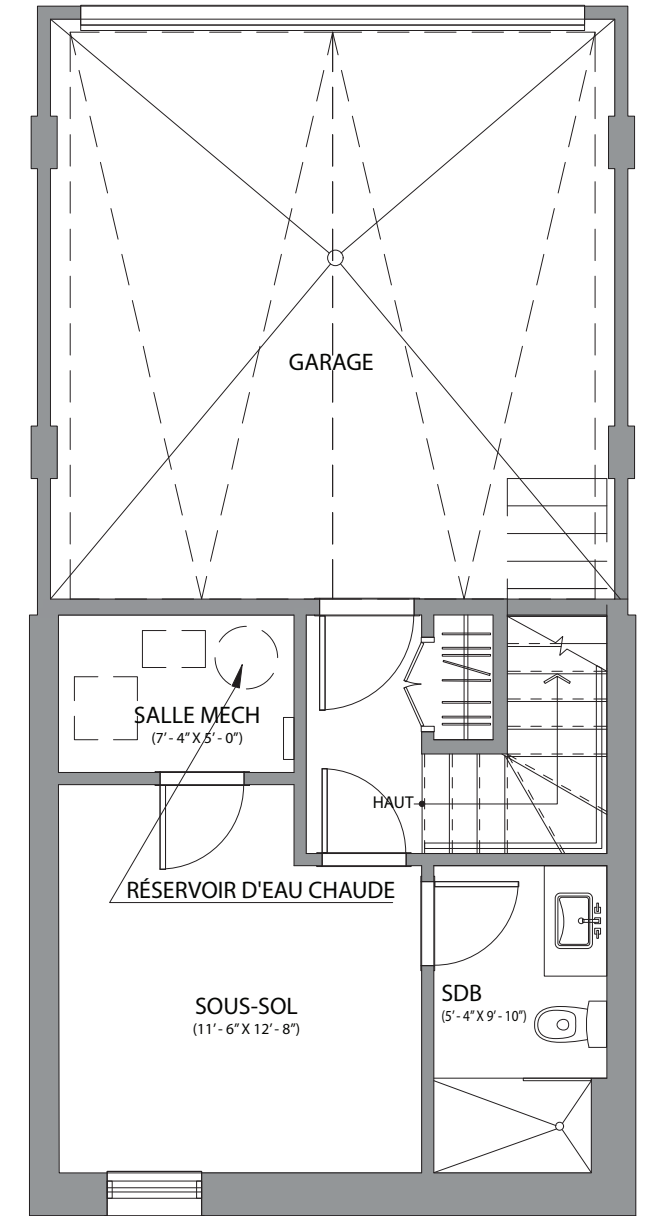 GARAGE
SALLE MECH
(7' - 4" X 5' - 0")
HAUT
RÉSERVOIR D'EAU CHAUDE
SOUS-SOL
(11' - 6" X 12' - 8")
SDB
(5' - 4" X 9' - 10")